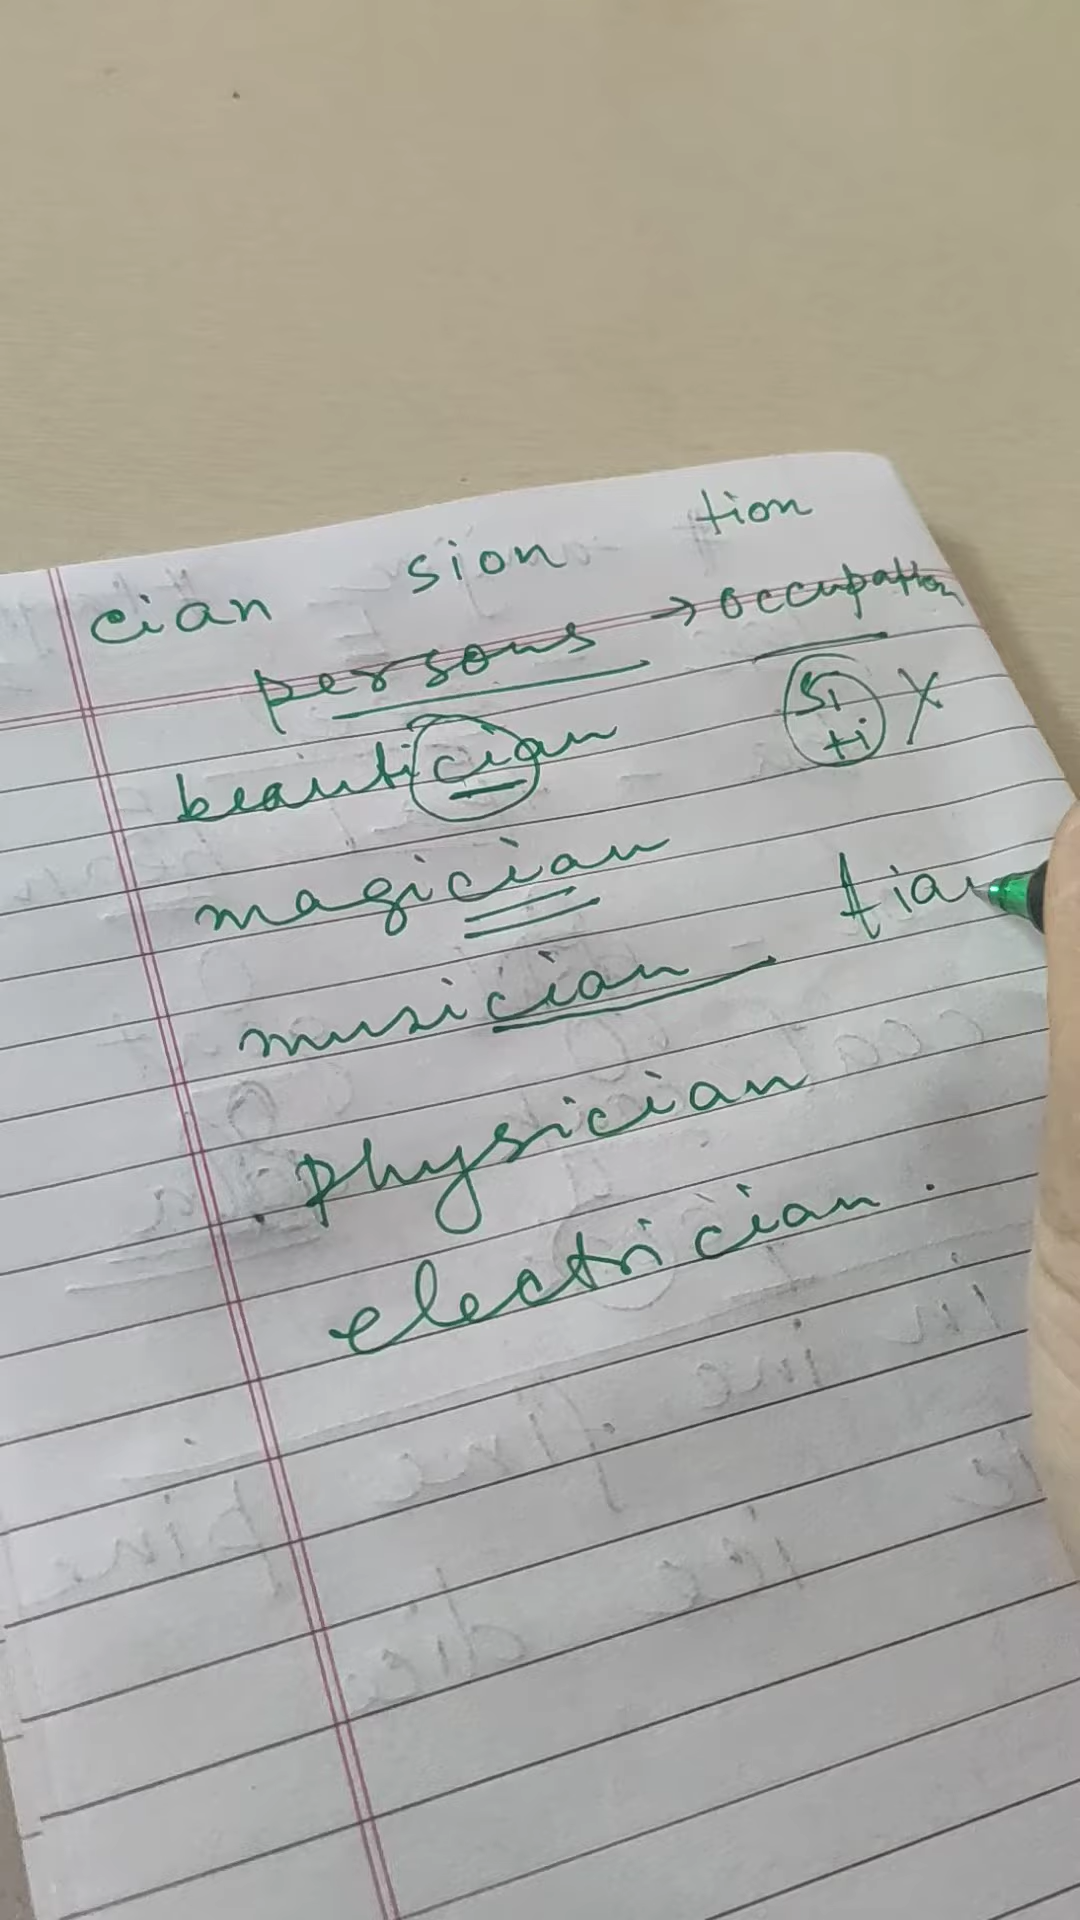 cian sion tion
persons → occupation
beautician si
ti X
magician tian
musician
physician
electrician.